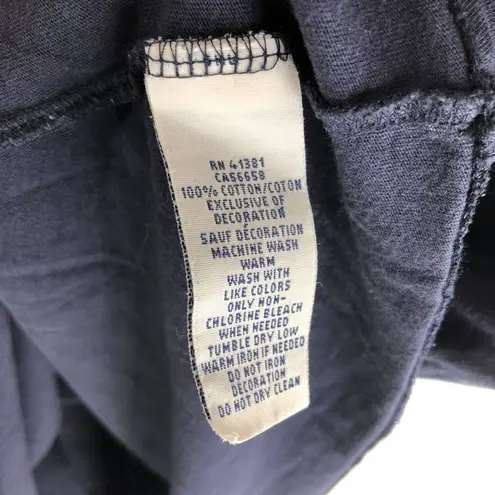 RN 41381
CA56658
100% COTTON/COTON
EXCLUSIVE OF
DECORATION
SAUF DÉCORATION
MACHINE WASH
WARM
WASH WITH
LIKE COLORS
ONLY NON-
CHLORINE BLEACH
WHEN NEEDED
TUMBLE DRY LOW
WARM IRON IF NEEDED
DO NOT IRON
DECORATION
DO NOT DRY CLEAN